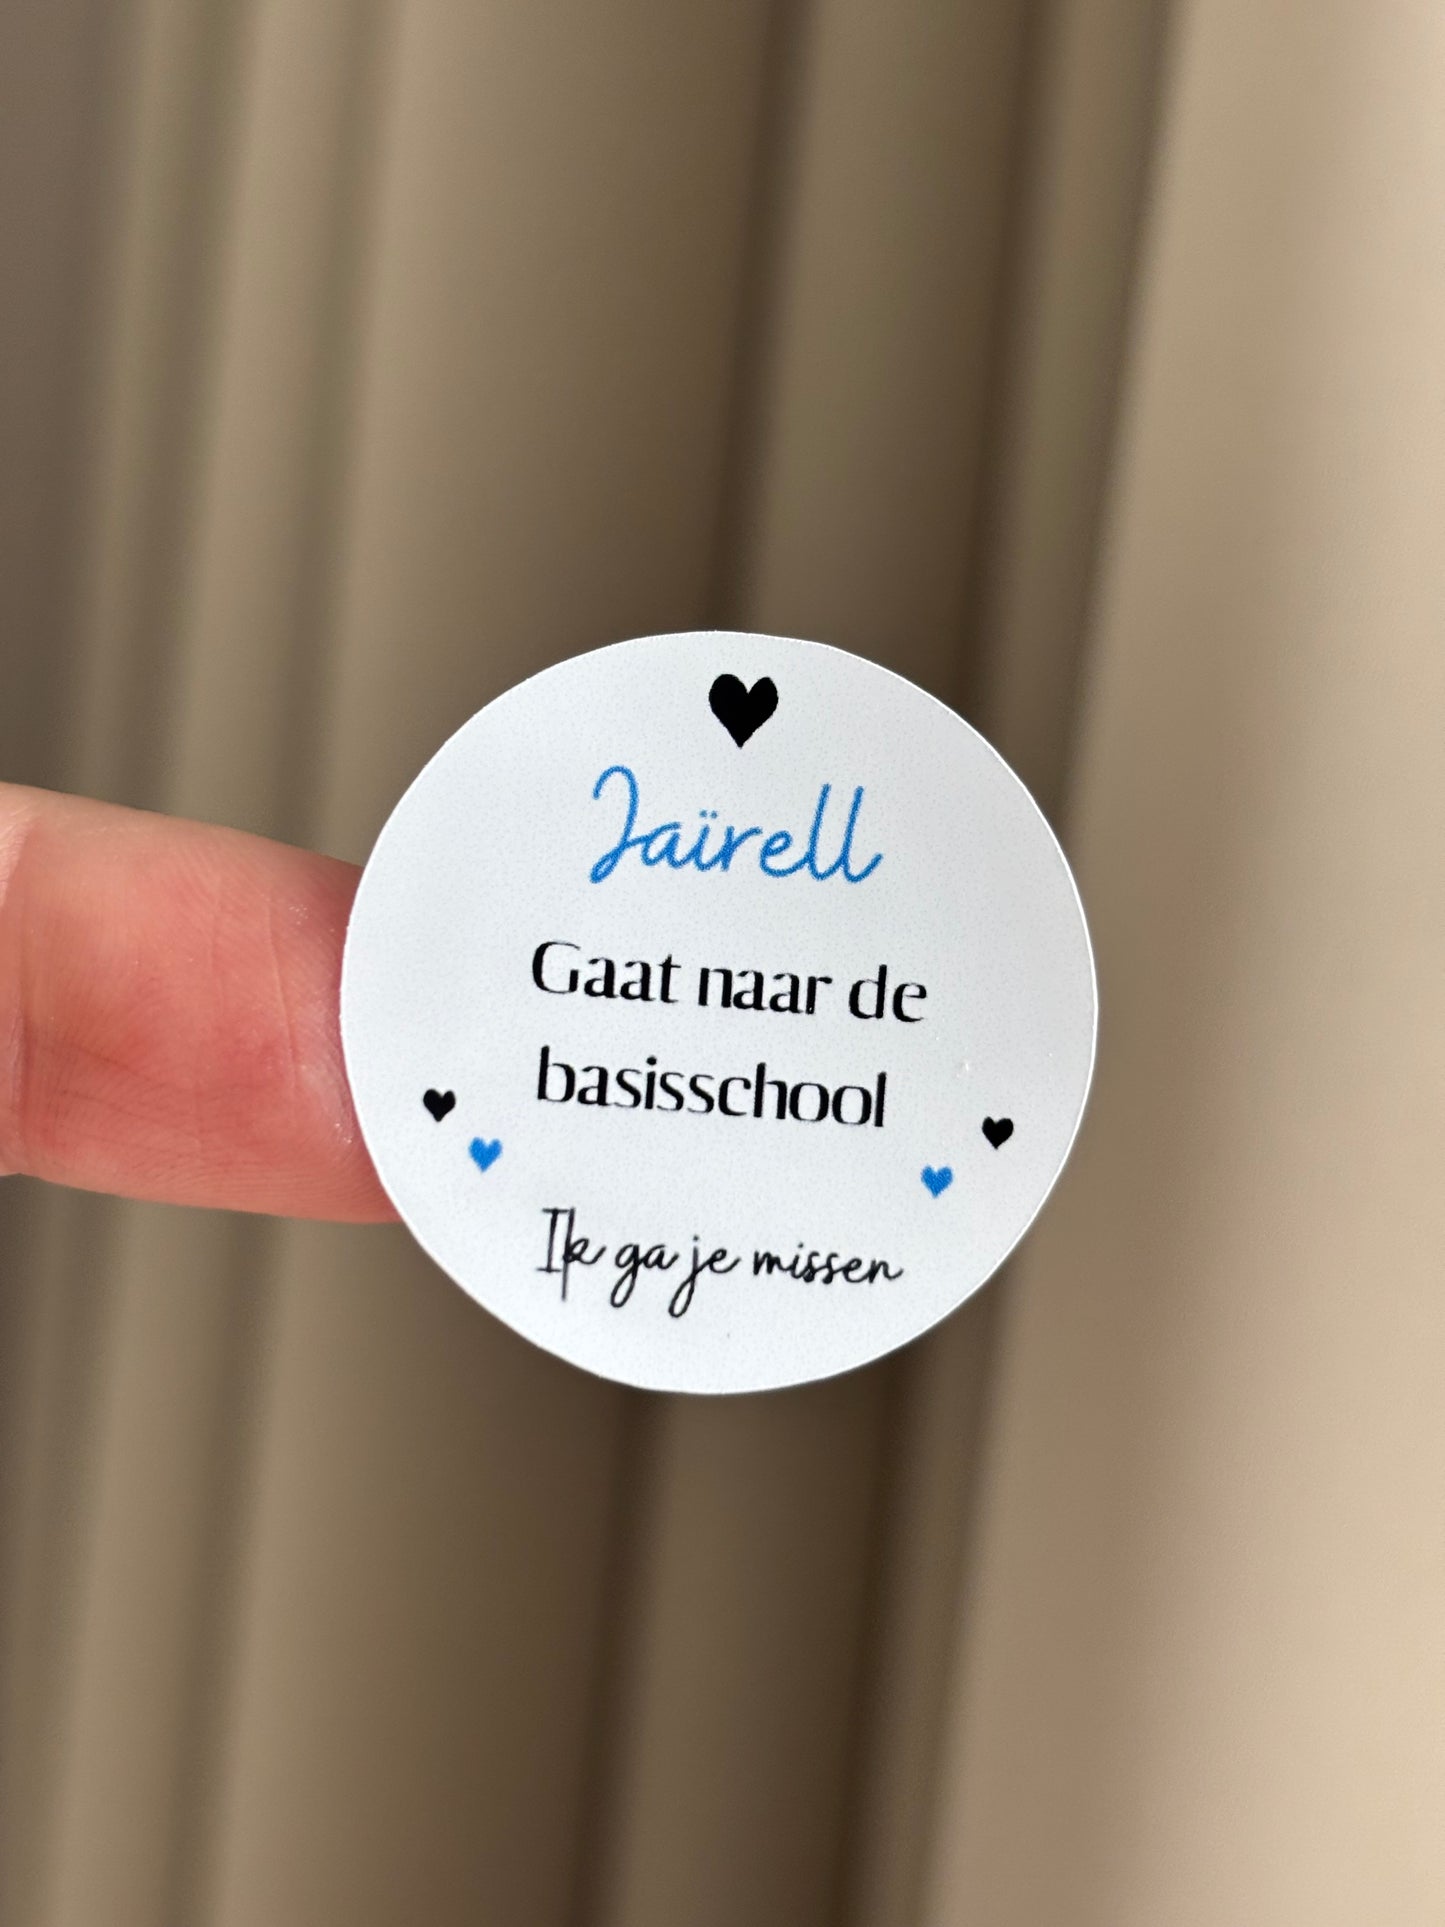 Jaïrell
Gaat naar de
basisschool
Ik ga je missen